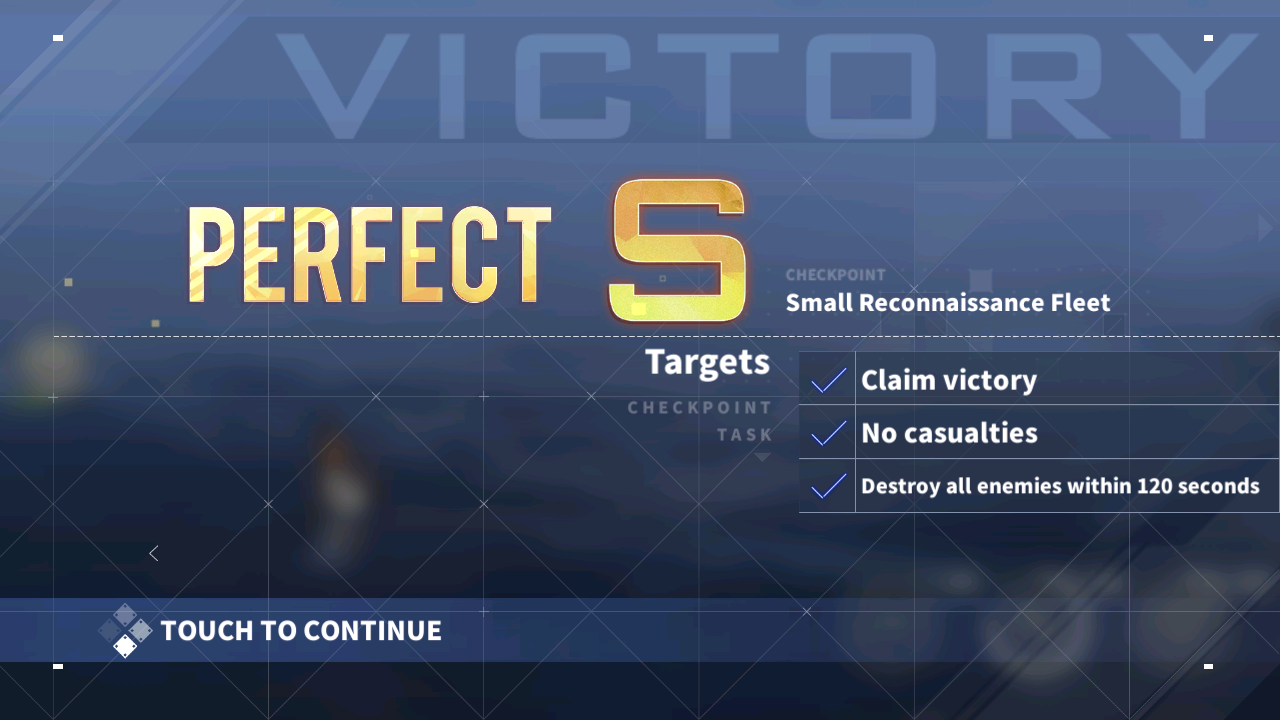 VICTORY
PERFECT S
CHECKPOINT
Small Reconnaissance Fleet
Targets
CHECKPOINT
TASK
Claim victory
No casualties
Destroy all enemies within 120 seconds
TOUCH TO CONTINUE